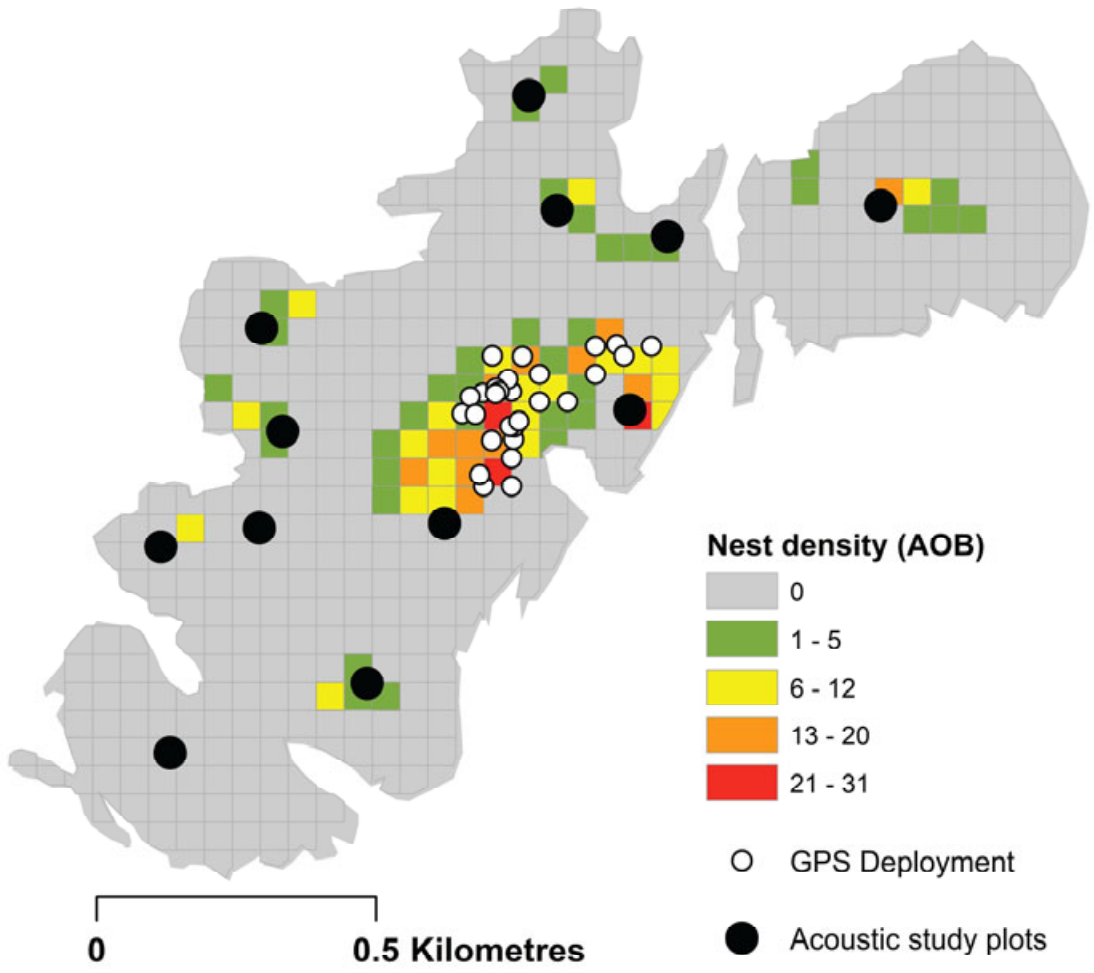 Nest density (AOB)
0
1 - 5
6 - 12
13 - 20
21 - 31
GPS Deployment
Acoustic study plots
0 0.5 Kilometres